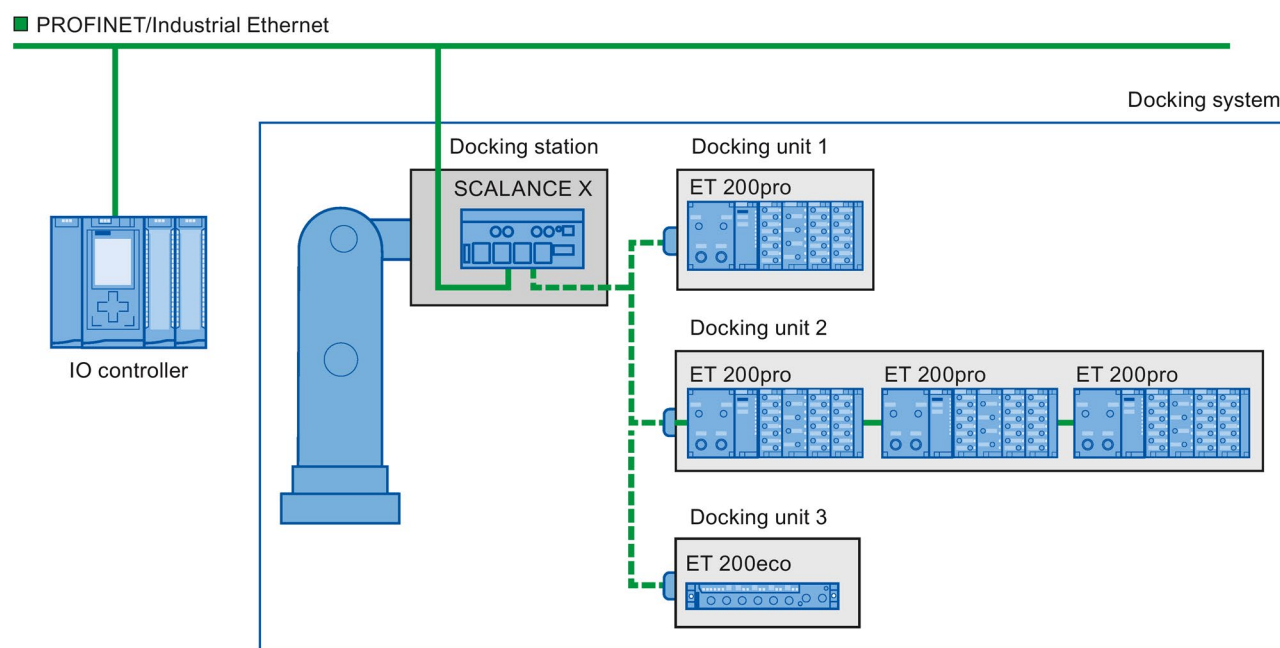 PROFINET/Industrial Ethernet
Docking system
Docking station
Docking unit 1
SCALANCE X
ET 200pro
IO controller
Docking unit 2
ET 200pro
ET 200pro
ET 200pro
Docking unit 3
ET 200eco